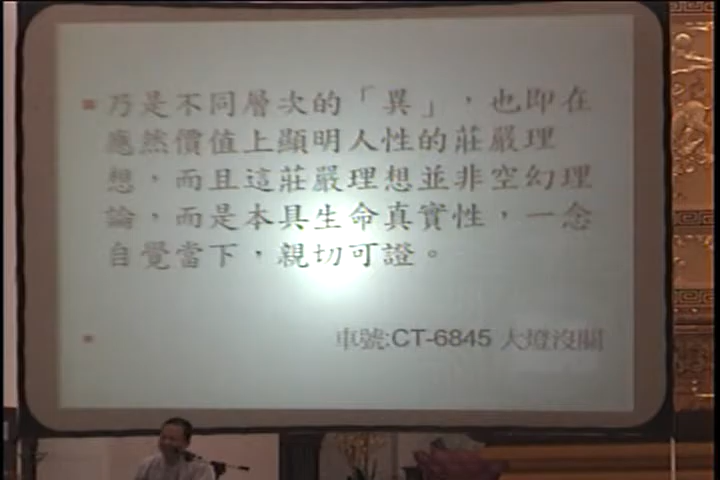 乃是不同層次的「異」，也即在
應然價值上顯明人性的莊嚴理
想，而且這莊嚴理想並非空幻理
論，而是本具生命真實性，一念
自覺當下，親切可證。
車號:CT-6845 大燈沒關